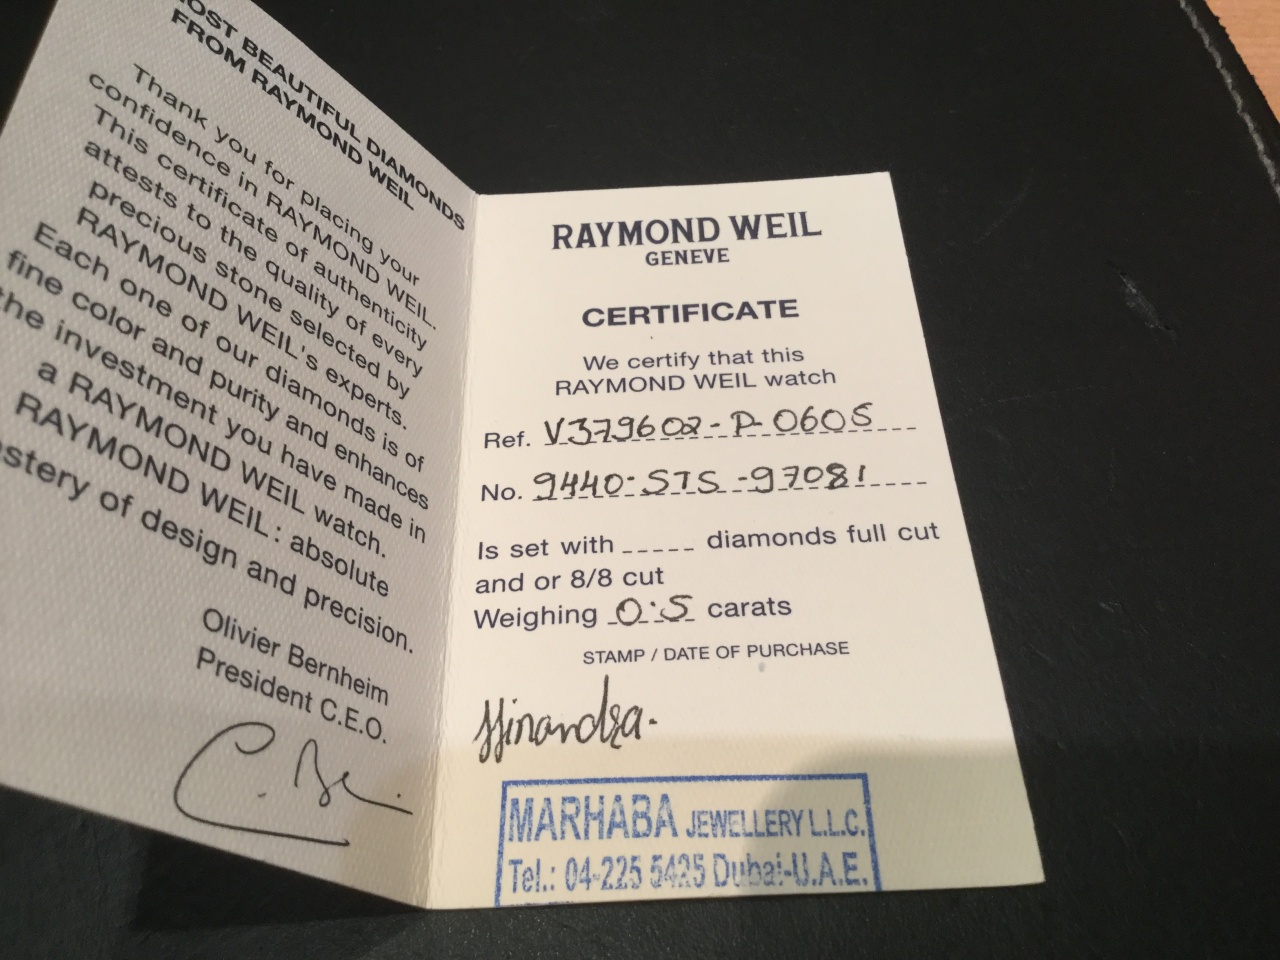 OST BEAUTIFUL DIAMONDS
FROM RAYMOND WEIL
Thank you for placing your
confidence in RAYMOND WEIL.
This certificate of authenticity
attests to the quality of every
precious stone selected by
RAYMOND WEIL's experts.
Each one of our diamonds is of
fine color and purity and enhances
the investment you have made in
a RAYMOND WEIL watch.
RAYMOND WEIL: absolute
stery of design and precision.
Olivier Bernheim
President C.E.O.
RAYMOND WEIL
GENEVE
CERTIFICATE
We certify that this
RAYMOND WEIL watch
Ref. V379602-P-0605
No. 9440-STS-97081
Is set with _____ diamonds full cut
and or 8/8 cut
Weighing 0.5 carats
STAMP / DATE OF PURCHASE
MARHABA JEWELLERY L.L.C.
Tel.: 04-225 5425 Dubai-U.A.E.